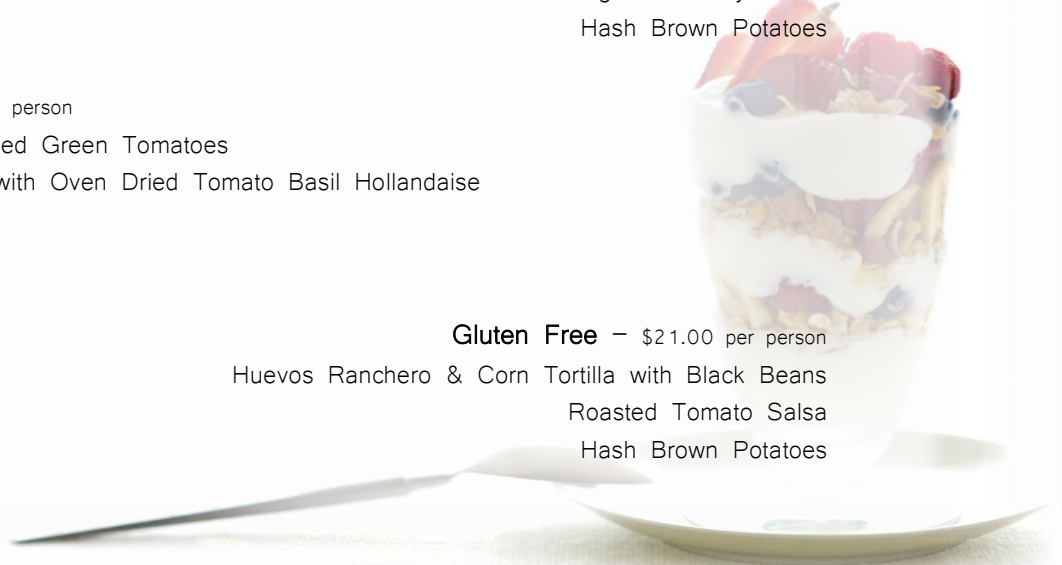 Hash Brown Potatoes
person
ed Green Tomatoes
with Oven Dried Tomato Basil Hollandaise
Gluten Free – $21.00 per person
Huevos Ranchero & Corn Tortilla with Black Beans
Roasted Tomato Salsa
Hash Brown Potatoes